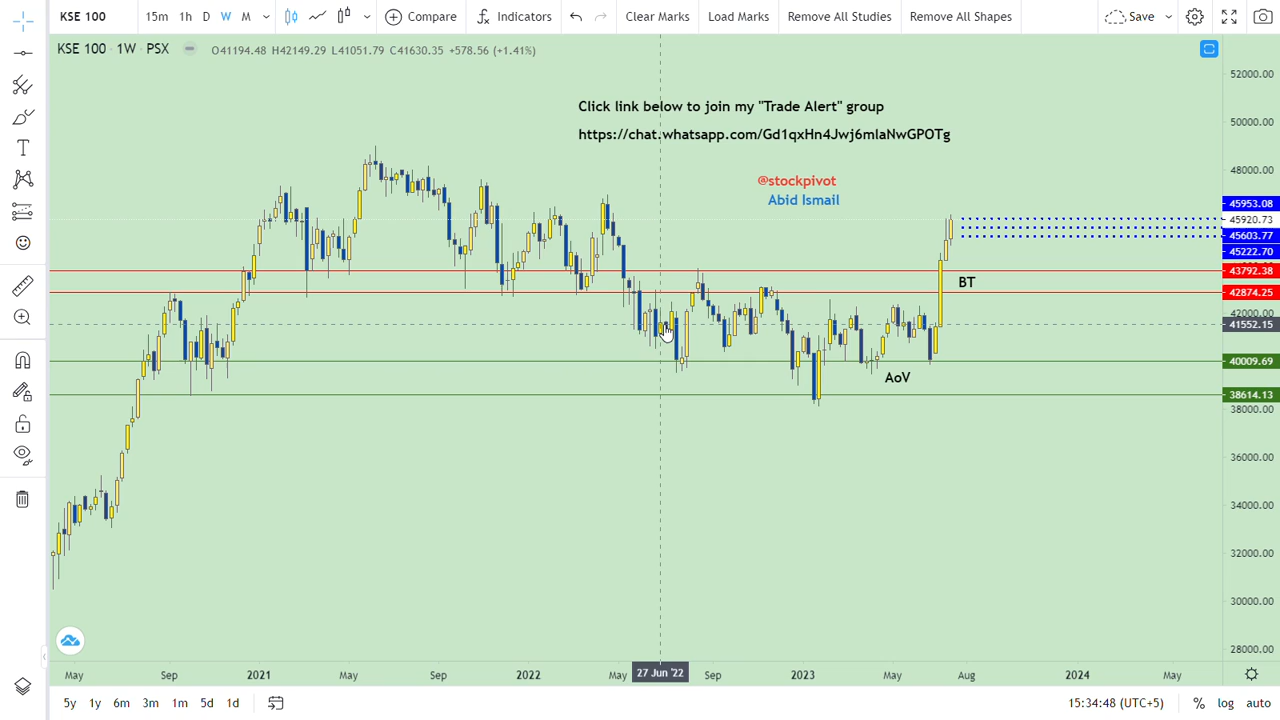 KSE 100 15m 1h D W M Compare Indicators Clear Marks Load Marks Remove All Studies Remove All Shapes Save
KSE 100 · 1W · PSX O41194.48 H42149.29 L41051.79 C41630.35 +578.56 (+1.41%)
52000.00
Click link below to join my "Trade Alert" group
50000.00
https://chat.whatsapp.com/Gd1qxHn4Jwj6mlaNwGPOTg
48000.00
@stockpivot
Abid Ismail
45953.08
45920.73
45603.77
45222.70
43792.38
BT
42874.25
42000.00
41552.15
40009.69
AoV
38614.13
38000.00
36000.00
34000.00
32000.00
30000.00
28000.00
May Sep 2021 May Sep 2022 May 27 Jun '22 Sep 2023 May Aug 2024 May
5y 1y 6m 3m 1m 5d 1d 15:34:48 (UTC+5) % log auto